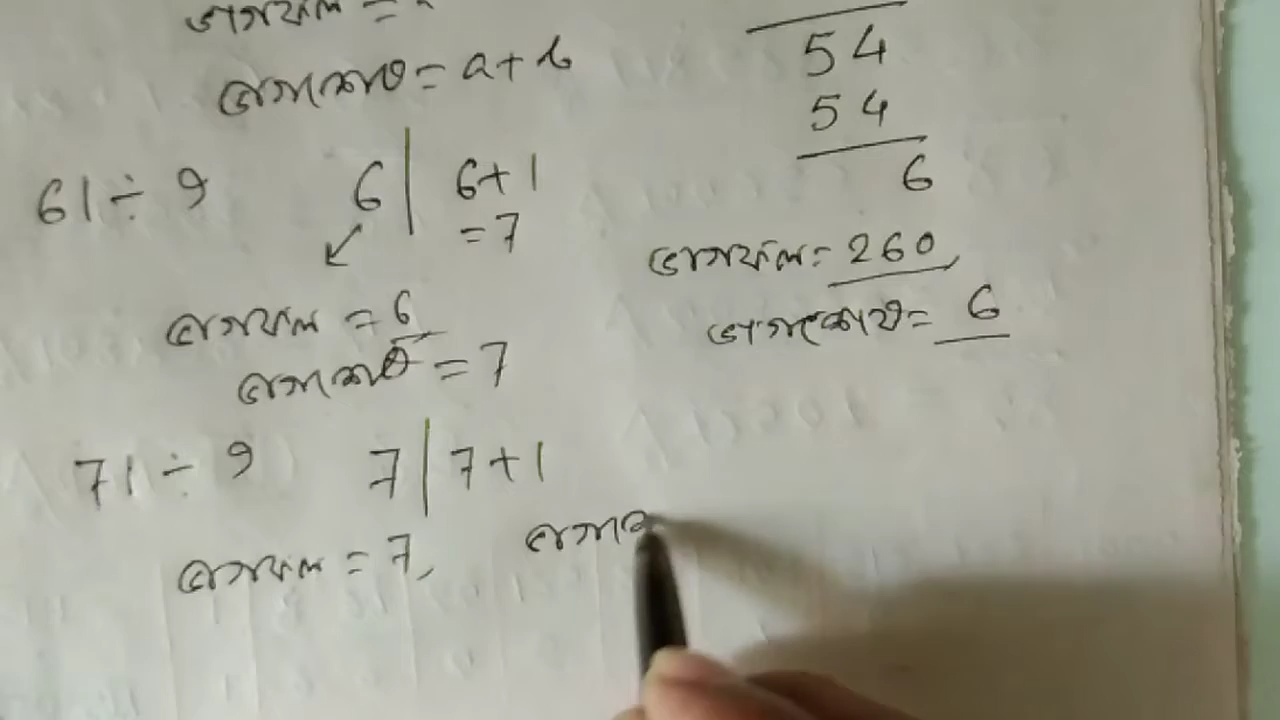 ভাগফল =
ভাগশেষ = a + b
61 ÷ 9 6 | 6+1
= 7
ভাগফল = 6
ভাগশেষ = 7
71 ÷ 9 7 | 7+1
ভাগফল = 7,
54
54
6
ভাগফল = 260,
ভাগশেষ = 6